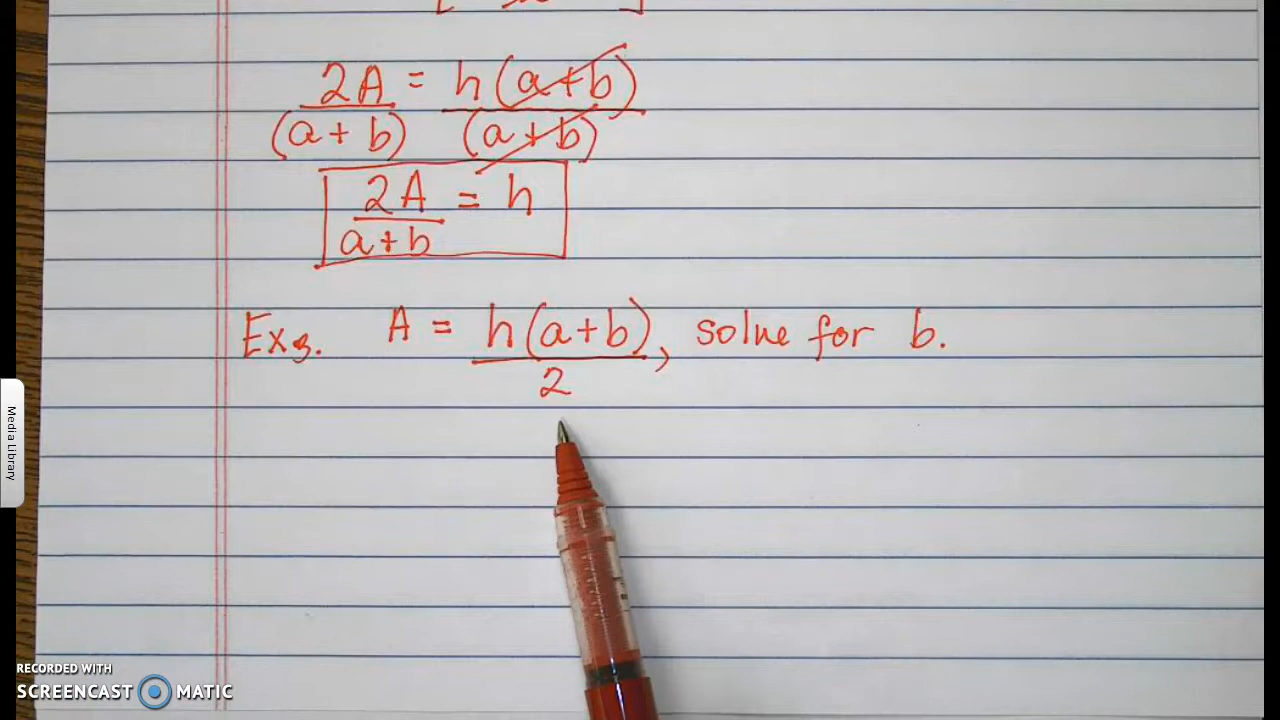 2A = h(a+b)
(a+b) (a+b)
2A = h
a+b
Ex3. A = h(a+b), solve for b.
2
Media Library
RECORDED WITH
SCREENCAST MATIC